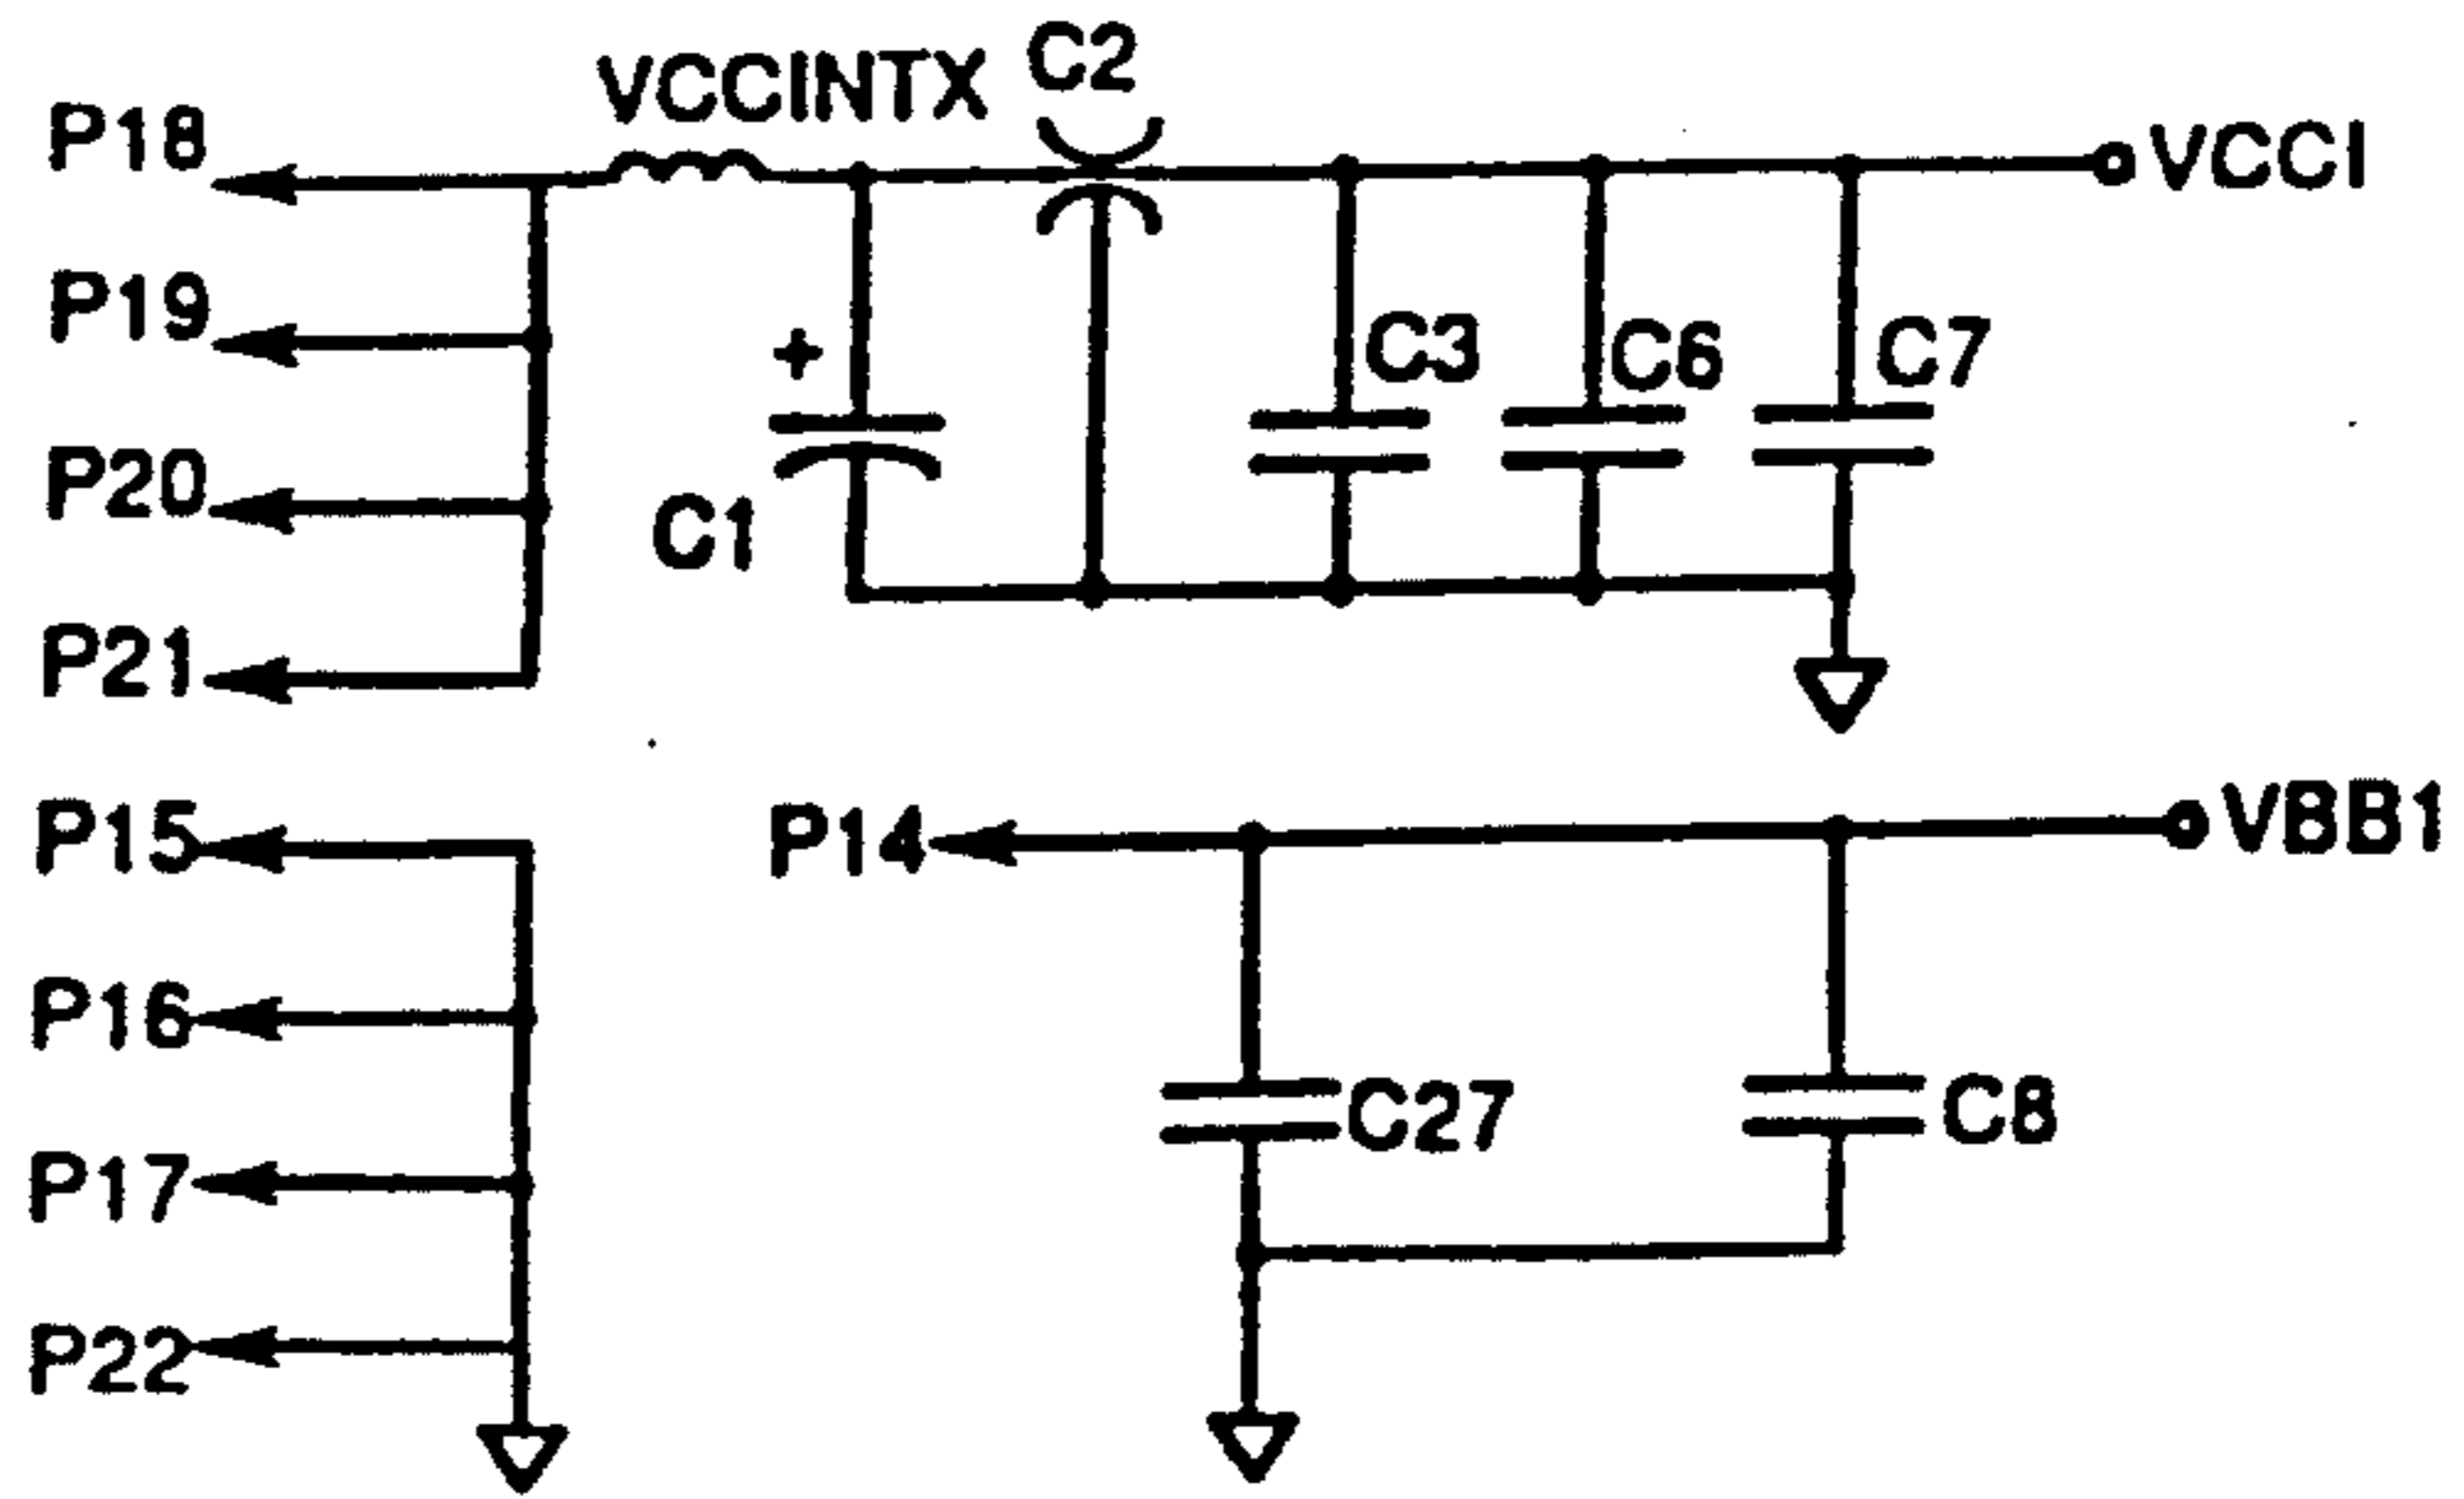 VCCINTX C2
P18 VCCI
P19
+ C3 C6 C7
P20
C1
P21
P15 P14 VBB1
P16
C27 C8
P17
P22